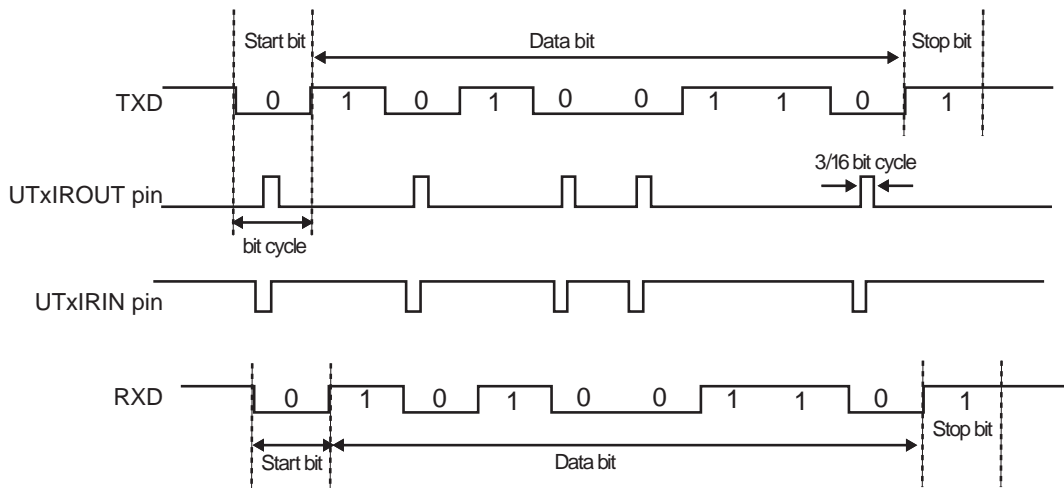 Start bit
Data bit
Stop bit
TXD
0 1 0 1 0 0 1 1 0 1
3/16 bit cycle
UTxIROUT pin
bit cycle
UTxIRIN pin
RXD
0 1 0 1 0 0 1 1 0 1
Start bit
Data bit
Stop bit